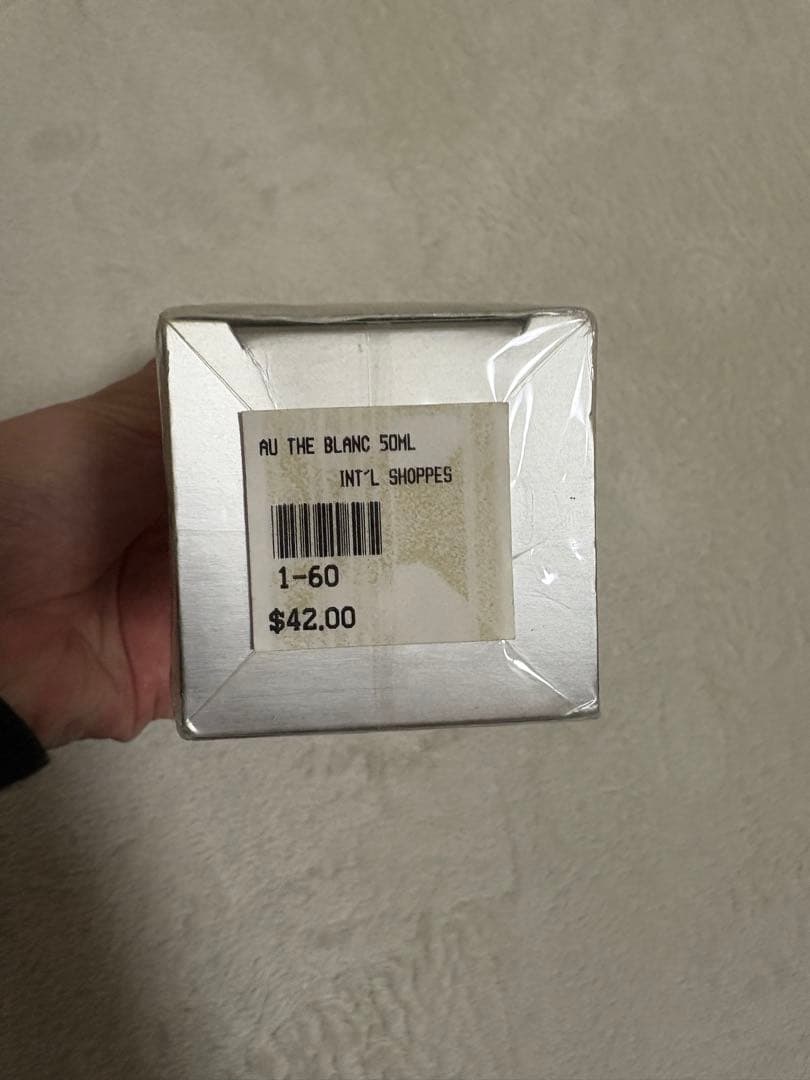 AU THE BLANC 50ML
INT'L SHOPPES
1-60
$42.00